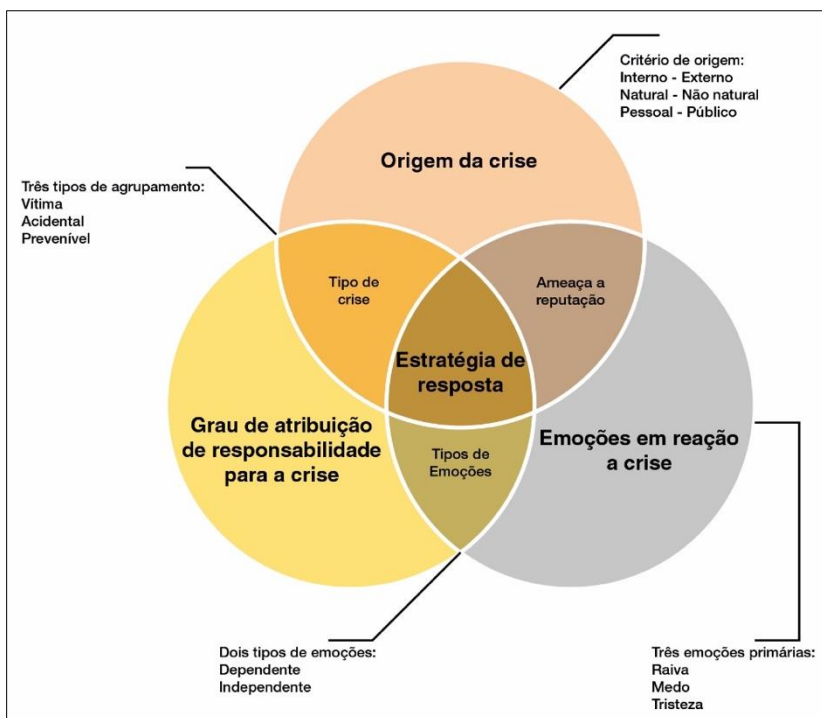 Critério de origem:
Interno - Externo
Natural - Não natural
Pessoal - Público
Origem da crise
Três tipos de agrupamento:
Vítima
Acidental
Prevenível
Tipo de
crise
Ameaça a
reputação
Estratégia de
resposta
Grau de atribuição
de responsabilidade
para a crise
Emoções em reação
a crise
Tipos de
Emoções
Dois tipos de emoções:
Dependente
Independente
Três emoções primárias:
Raiva
Medo
Tristeza